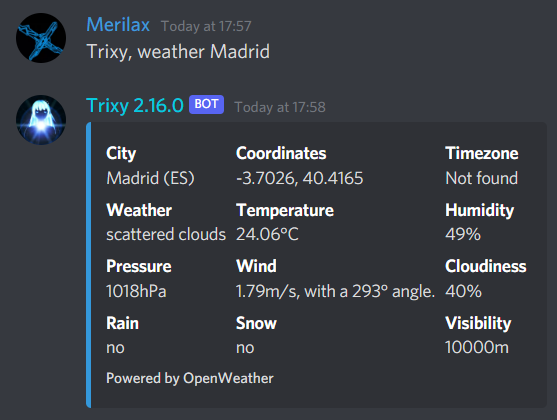 Merilax Today at 17:57
Trixy, weather Madrid
Trixy 2.16.0 BOT Today at 17:58
City Coordinates Timezone
Madrid (ES) -3.7026, 40.4165 Not found
Weather Temperature Humidity
scattered clouds 24.06°C 49%
Pressure Wind Cloudiness
1018hPa 1.79m/s, with a 293° angle. 40%
Rain Snow Visibility
no no 10000m
Powered by OpenWeather